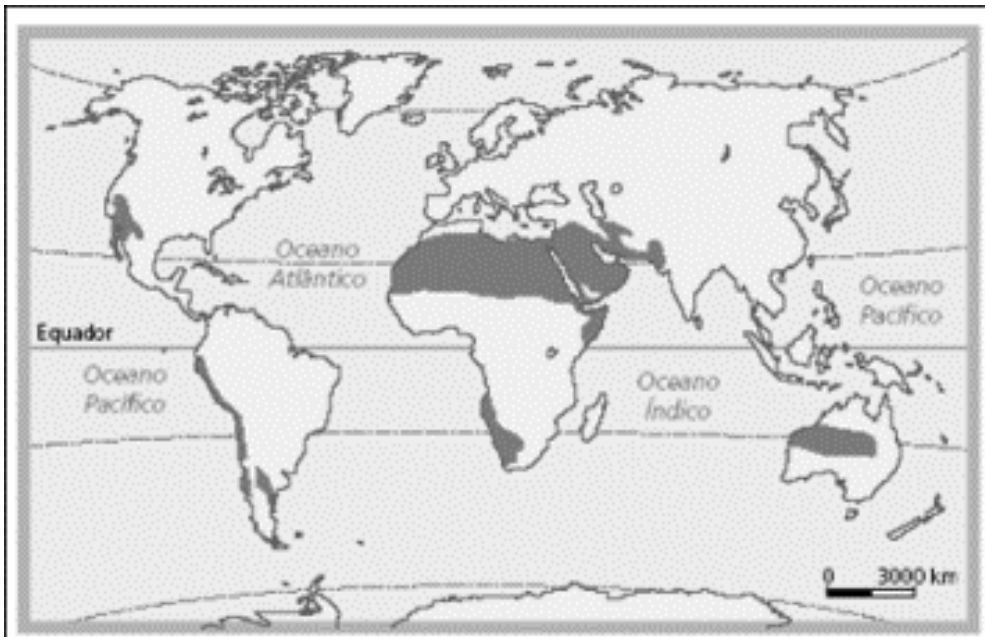 Oceano
Atlântico
Oceano
Pacífico
Equador
Oceano
Pacífico
Oceano
Índico
0 3000 km